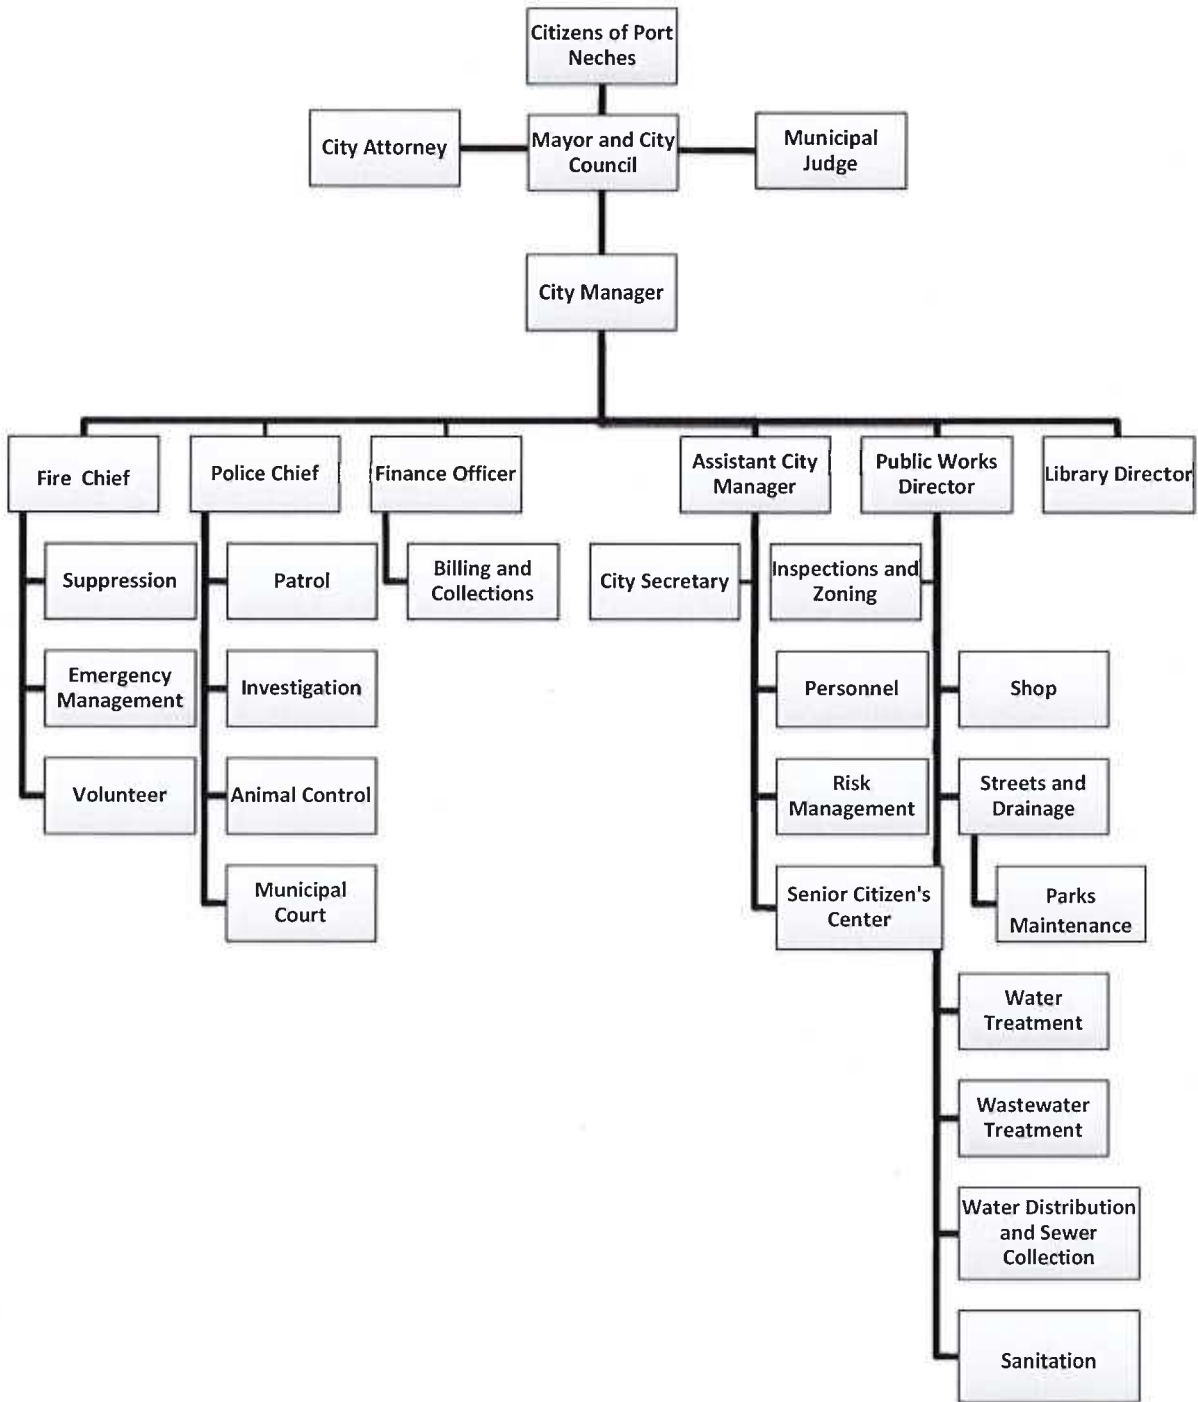 Citizens of Port
Neches
City Attorney
Mayor and City
Council
Municipal
Judge
City Manager
Fire Chief
Police Chief
Finance Officer
Assistant City
Manager
Public Works
Director
Library Director
Suppression
Patrol
Billing and
Collections
City Secretary
Inspections and
Zoning
Emergency
Management
Investigation
Personnel
Shop
Volunteer
Animal Control
Risk
Management
Streets and
Drainage
Municipal
Court
Senior Citizen's
Center
Parks
Maintenance
Water
Treatment
Wastewater
Treatment
Water Distribution
and Sewer
Collection
Sanitation